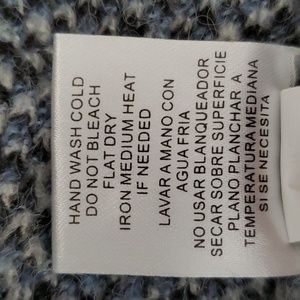 HAND WASH COLD
DO NOT BLEACH
FLAT DRY
IRON MEDIUM HEAT
IF NEEDED
LAVAR A MANO CON
AGUA FRIA
NO USAR BLANQUEADOR
SECAR SOBRE SUPERFICIE
PLANO PLANCHAR A
TEMPERATURA MEDIANA
SI SE NECESITA